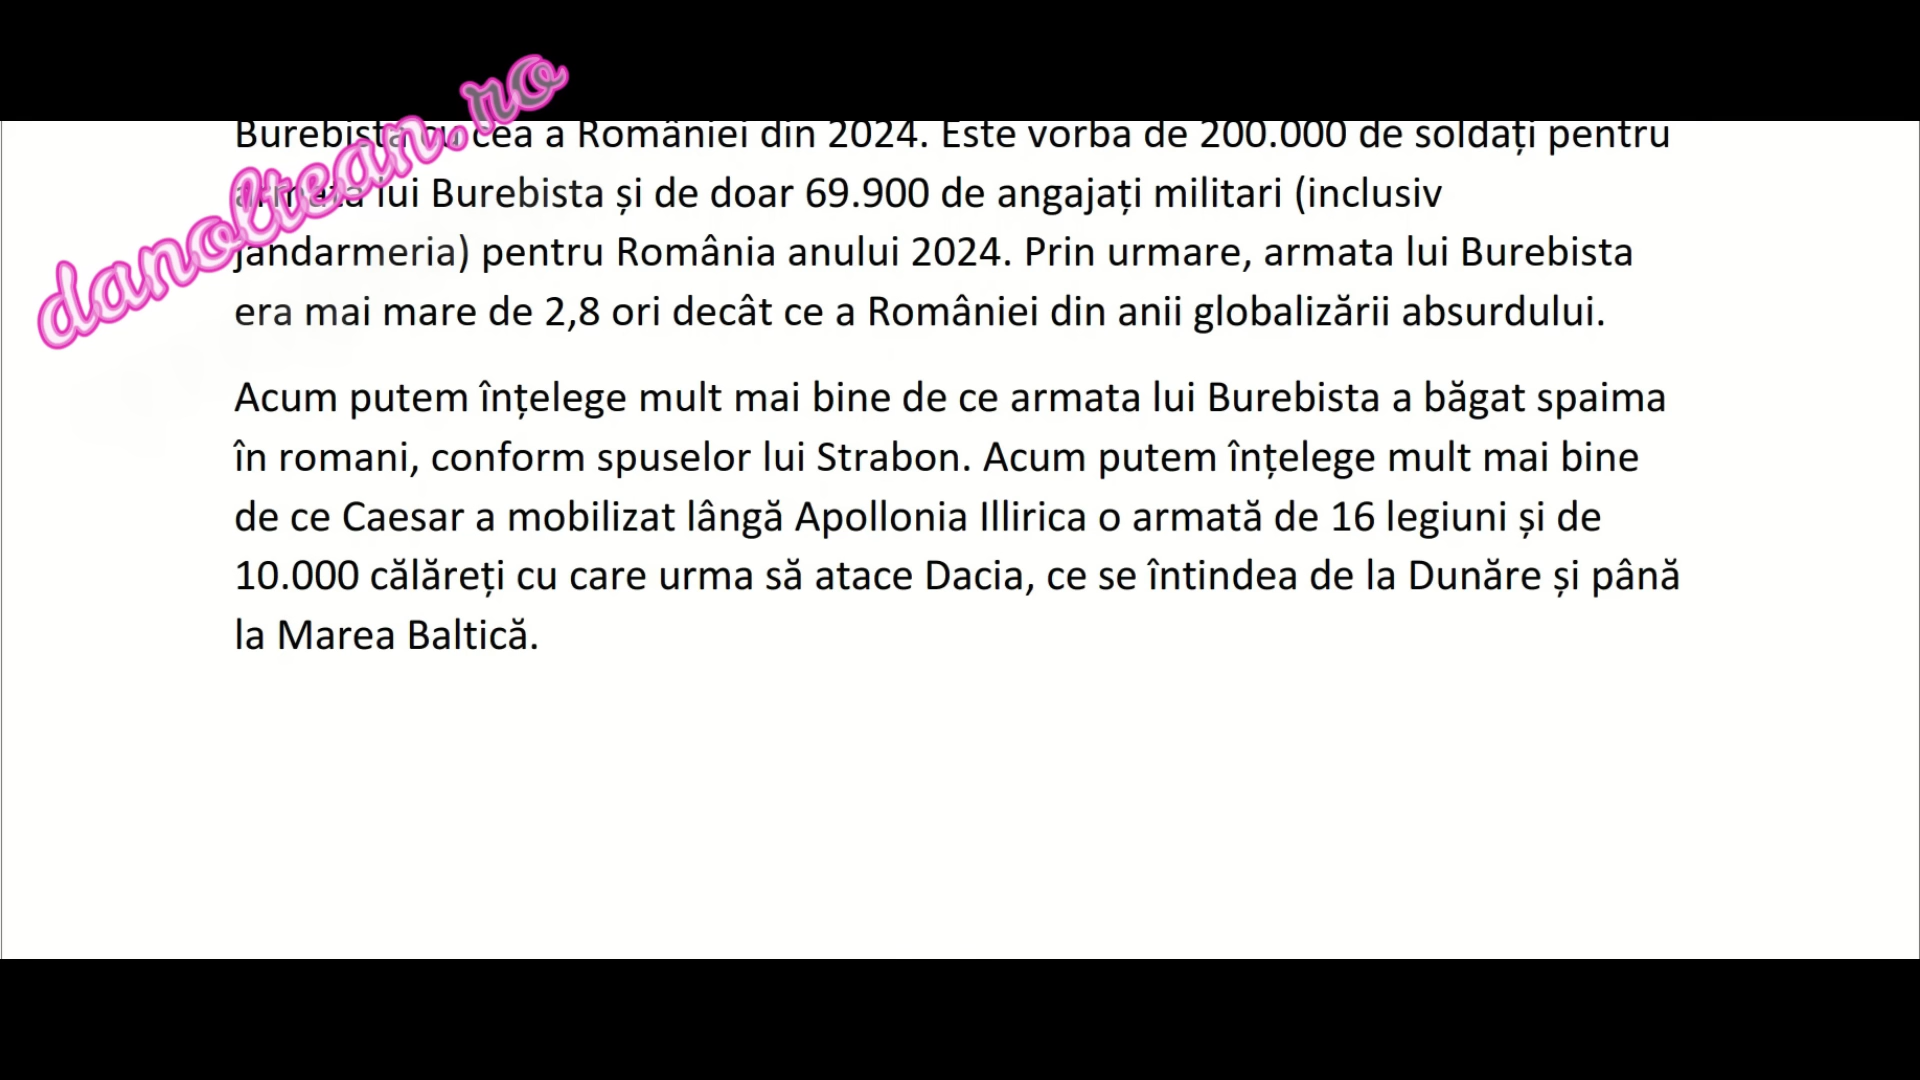 danoltean.ro
Burebista cu cea a României din 2024. Este vorba de 200.000 de soldați pentru
armata lui Burebista și de doar 69.900 de angajați militari (inclusiv
jandarmeria) pentru România anului 2024. Prin urmare, armata lui Burebista
era mai mare de 2,8 ori decât ce a României din anii globalizării absurdului.
Acum putem înțelege mult mai bine de ce armata lui Burebista a băgat spaima
în romani, conform spuselor lui Strabon. Acum putem înțelege mult mai bine
de ce Caesar a mobilizat lângă Apollonia Illirica o armată de 16 legiuni și de
10.000 călăreți cu care urma să atace Dacia, ce se întindea de la Dunăre și până
la Marea Baltică.